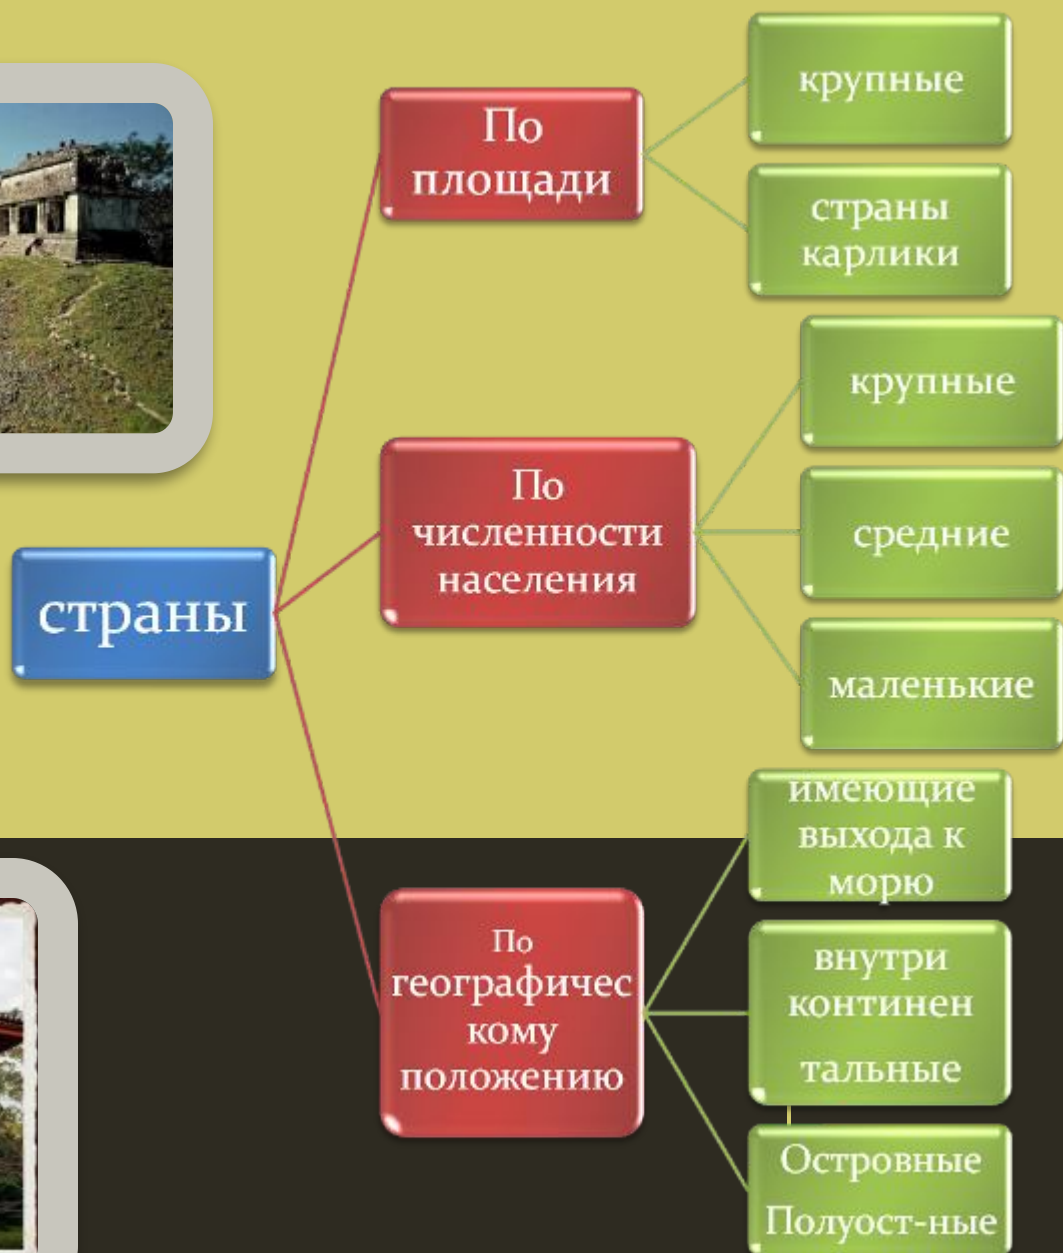 страны
По
площади
крупные
страны
карлики
По
численности
населения
крупные
средние
маленькие
По
географичес
кому
положению
имеющие
выхода к
морю
внутри
континен
тальные
Островные
Полуост-ные